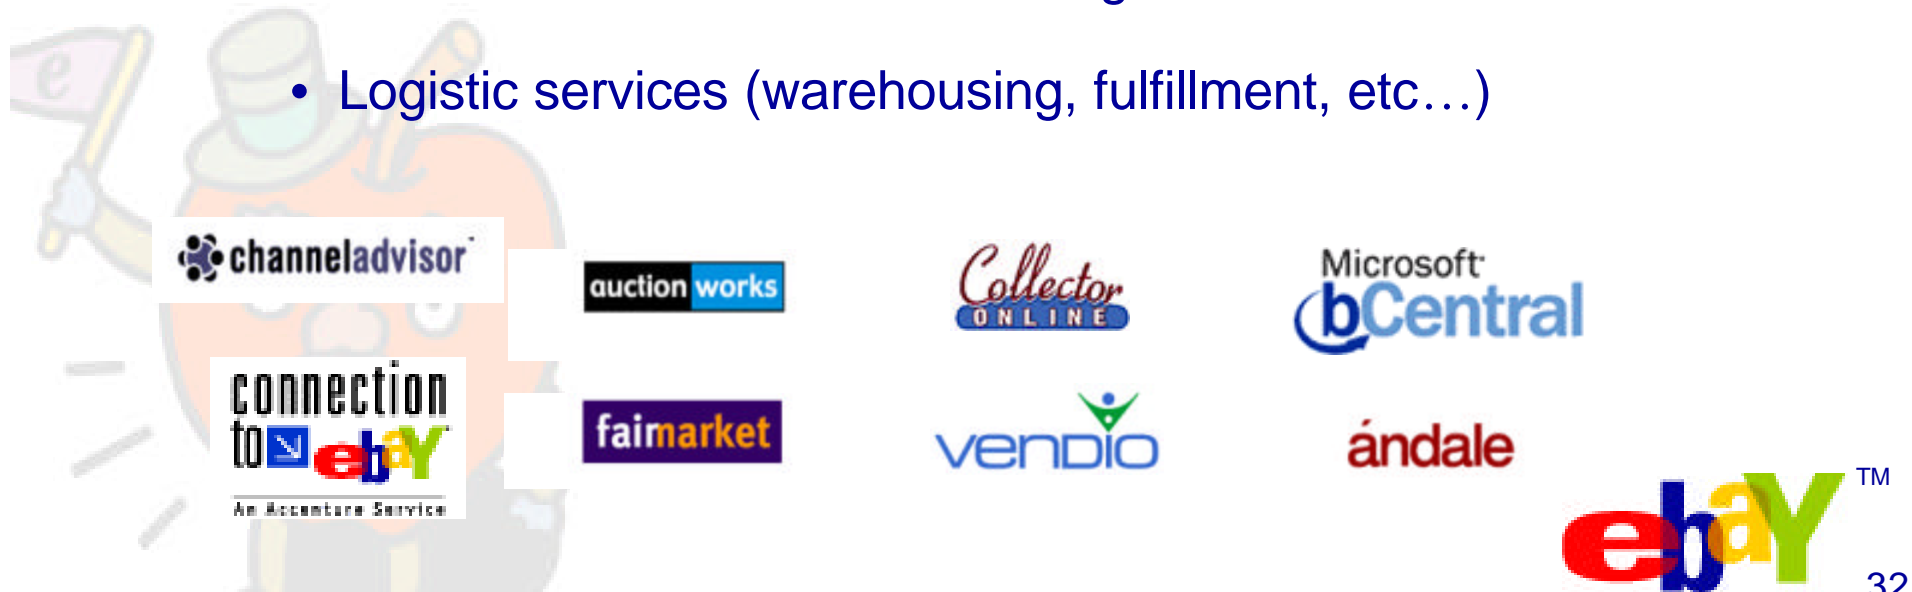 e
• Logistic services (warehousing, fulfillment, etc…)
channeladvisor
auction works
Collector
ONLINE
Microsoft
bCentral
connection
to ebaY
An Accenture Service
fairmarket
venDio
ándale
ebaY TM
32